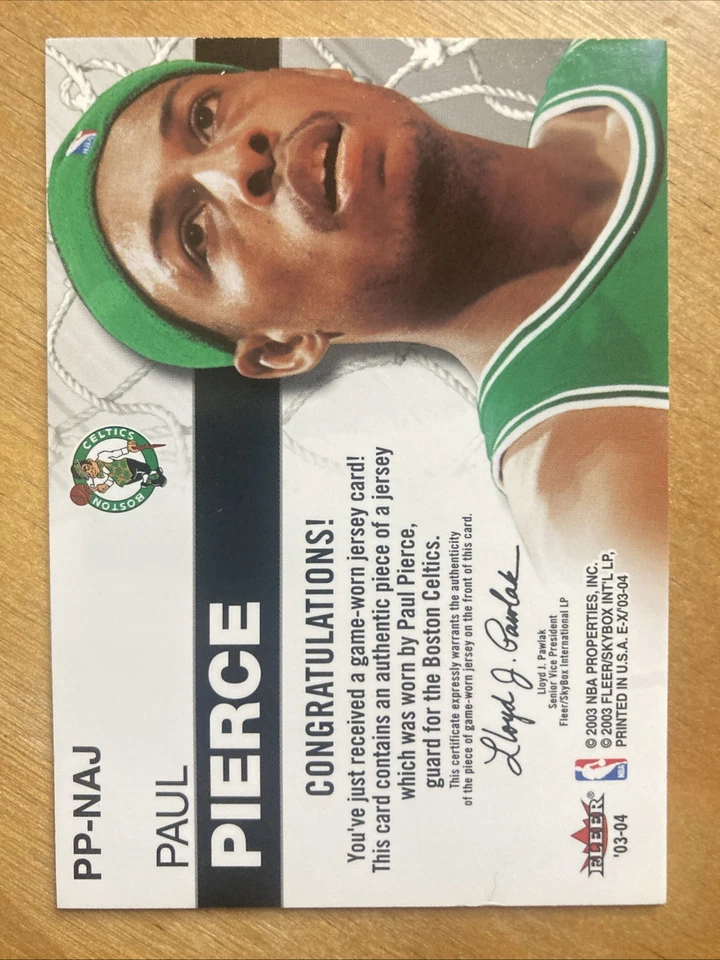 PP-NAJ
PAUL
PIERCE
CELTICS
BOSTON
CONGRATULATIONS!
You've just received a game-worn jersey card!
This card contains an authentic piece of a jersey
which was worn by Paul Pierce,
guard for the Boston Celtics.
This certificate expressly warrants the authenticity
of the piece of game-worn jersey on the front of this card.
Lloyd J. Pawlak
Lloyd J. Pawlak
Senior Vice President
Fleer/SkyBox International LP
FLEER®
'03-04
NBA
© 2003 NBA PROPERTIES, INC.
© 2003 FLEER/SKYBOX INT'L LP,
PRINTED IN U.S.A. E-X/03-04